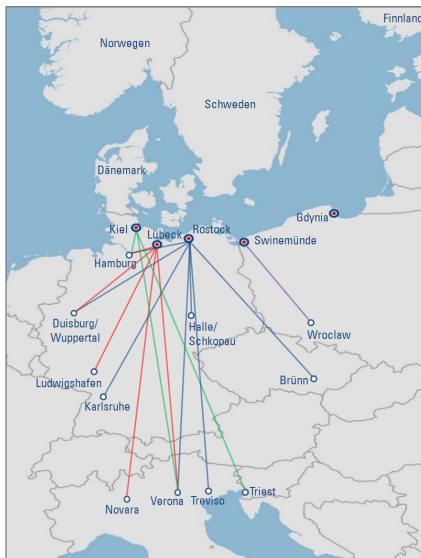 Finnland
Norwegen
Schweden
Dänemark
Gdynia
Kiel
Lübeck
Rostock
Swinemünde
Hamburg
Duisburg/
Wuppertal
Halle/
Schkopau
Wroclaw
Ludwigshafen
Brünn
Karlsruhe
Novara
Verona
Treviso
Triest